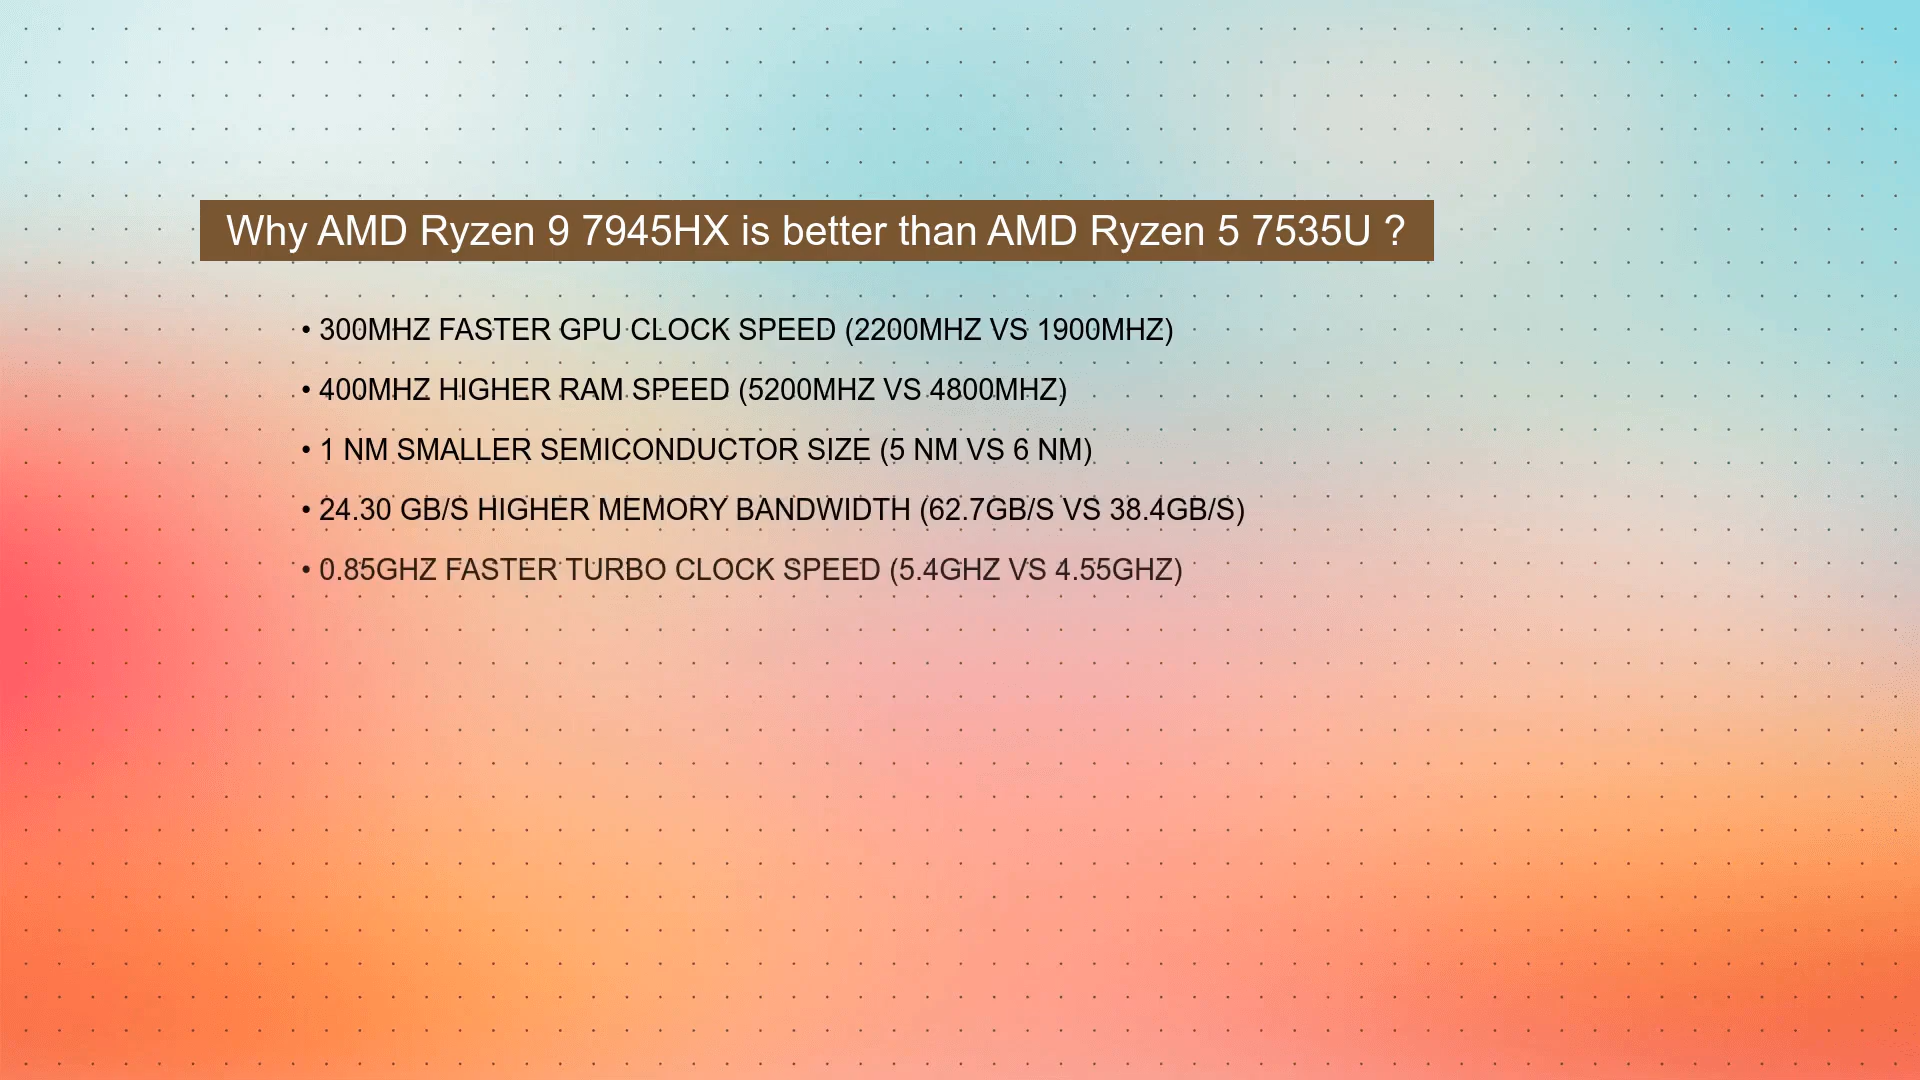 Why AMD Ryzen 9 7945HX is better than AMD Ryzen 5 7535U ?
• 300MHZ FASTER GPU CLOCK SPEED (2200MHZ VS 1900MHZ)
• 400MHZ HIGHER RAM SPEED (5200MHZ VS 4800MHZ)
• 1 NM SMALLER SEMICONDUCTOR SIZE (5 NM VS 6 NM)
• 24.30 GB/S HIGHER MEMORY BANDWIDTH (62.7GB/S VS 38.4GB/S)
• 0.85GHZ FASTER TURBO CLOCK SPEED (5.4GHZ VS 4.55GHZ)